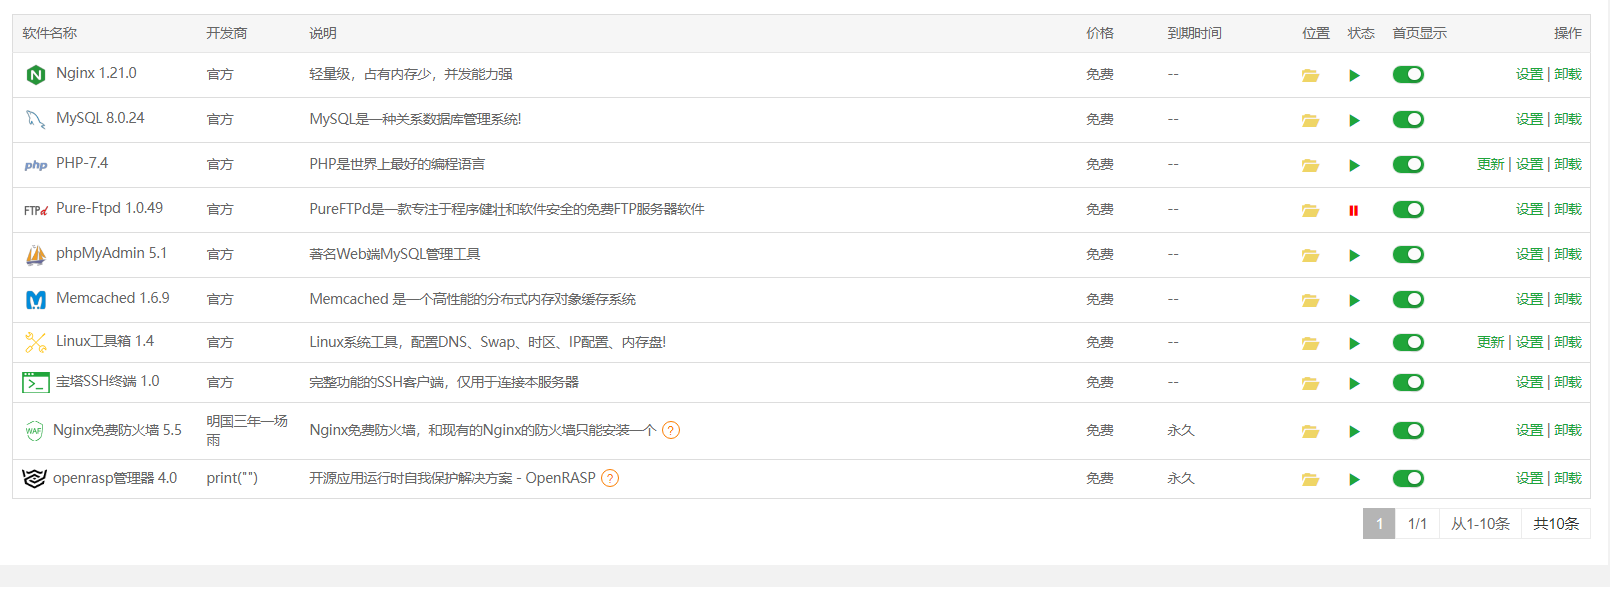 软件名称 开发商 说明 价格 到期时间 位置 状态 首页显示 操作
Nginx 1.21.0 官方 轻量级，占有内存少，并发能力强 免费 -- 设置 | 卸载
MySQL 8.0.24 官方 MySQL是一种关系数据库管理系统! 免费 -- 设置 | 卸载
php PHP-7.4 官方 PHP是世界上最好的编程语言 免费 -- 更新 | 设置 | 卸载
FTPd Pure-Ftpd 1.0.49 官方 PureFTPd是一款专注于程序健壮和软件安全的免费FTP服务器软件 免费 -- 设置 | 卸载
phpMyAdmin 5.1 官方 著名Web端MySQL管理工具 免费 -- 设置 | 卸载
Memcached 1.6.9 官方 Memcached 是一个高性能的分布式内存对象缓存系统 免费 -- 设置 | 卸载
Linux工具箱 1.4 官方 Linux系统工具，配置DNS、Swap、时区、IP配置、内存盘! 免费 -- 更新 | 设置 | 卸载
宝塔SSH终端 1.0 官方 完整功能的SSH客户端，仅用于连接本服务器 免费 -- 设置 | 卸载
WAF Nginx免费防火墙 5.5 明国三年一场雨 Nginx免费防火墙，和现有的Nginx的防火墙只能安装一个 ? 免费 永久 设置 | 卸载
openrasp管理器 4.0 print("") 开源应用运行时自我保护解决方案 - OpenRASP ? 免费 永久 设置 | 卸载
1 1/1 从1-10条 共10条